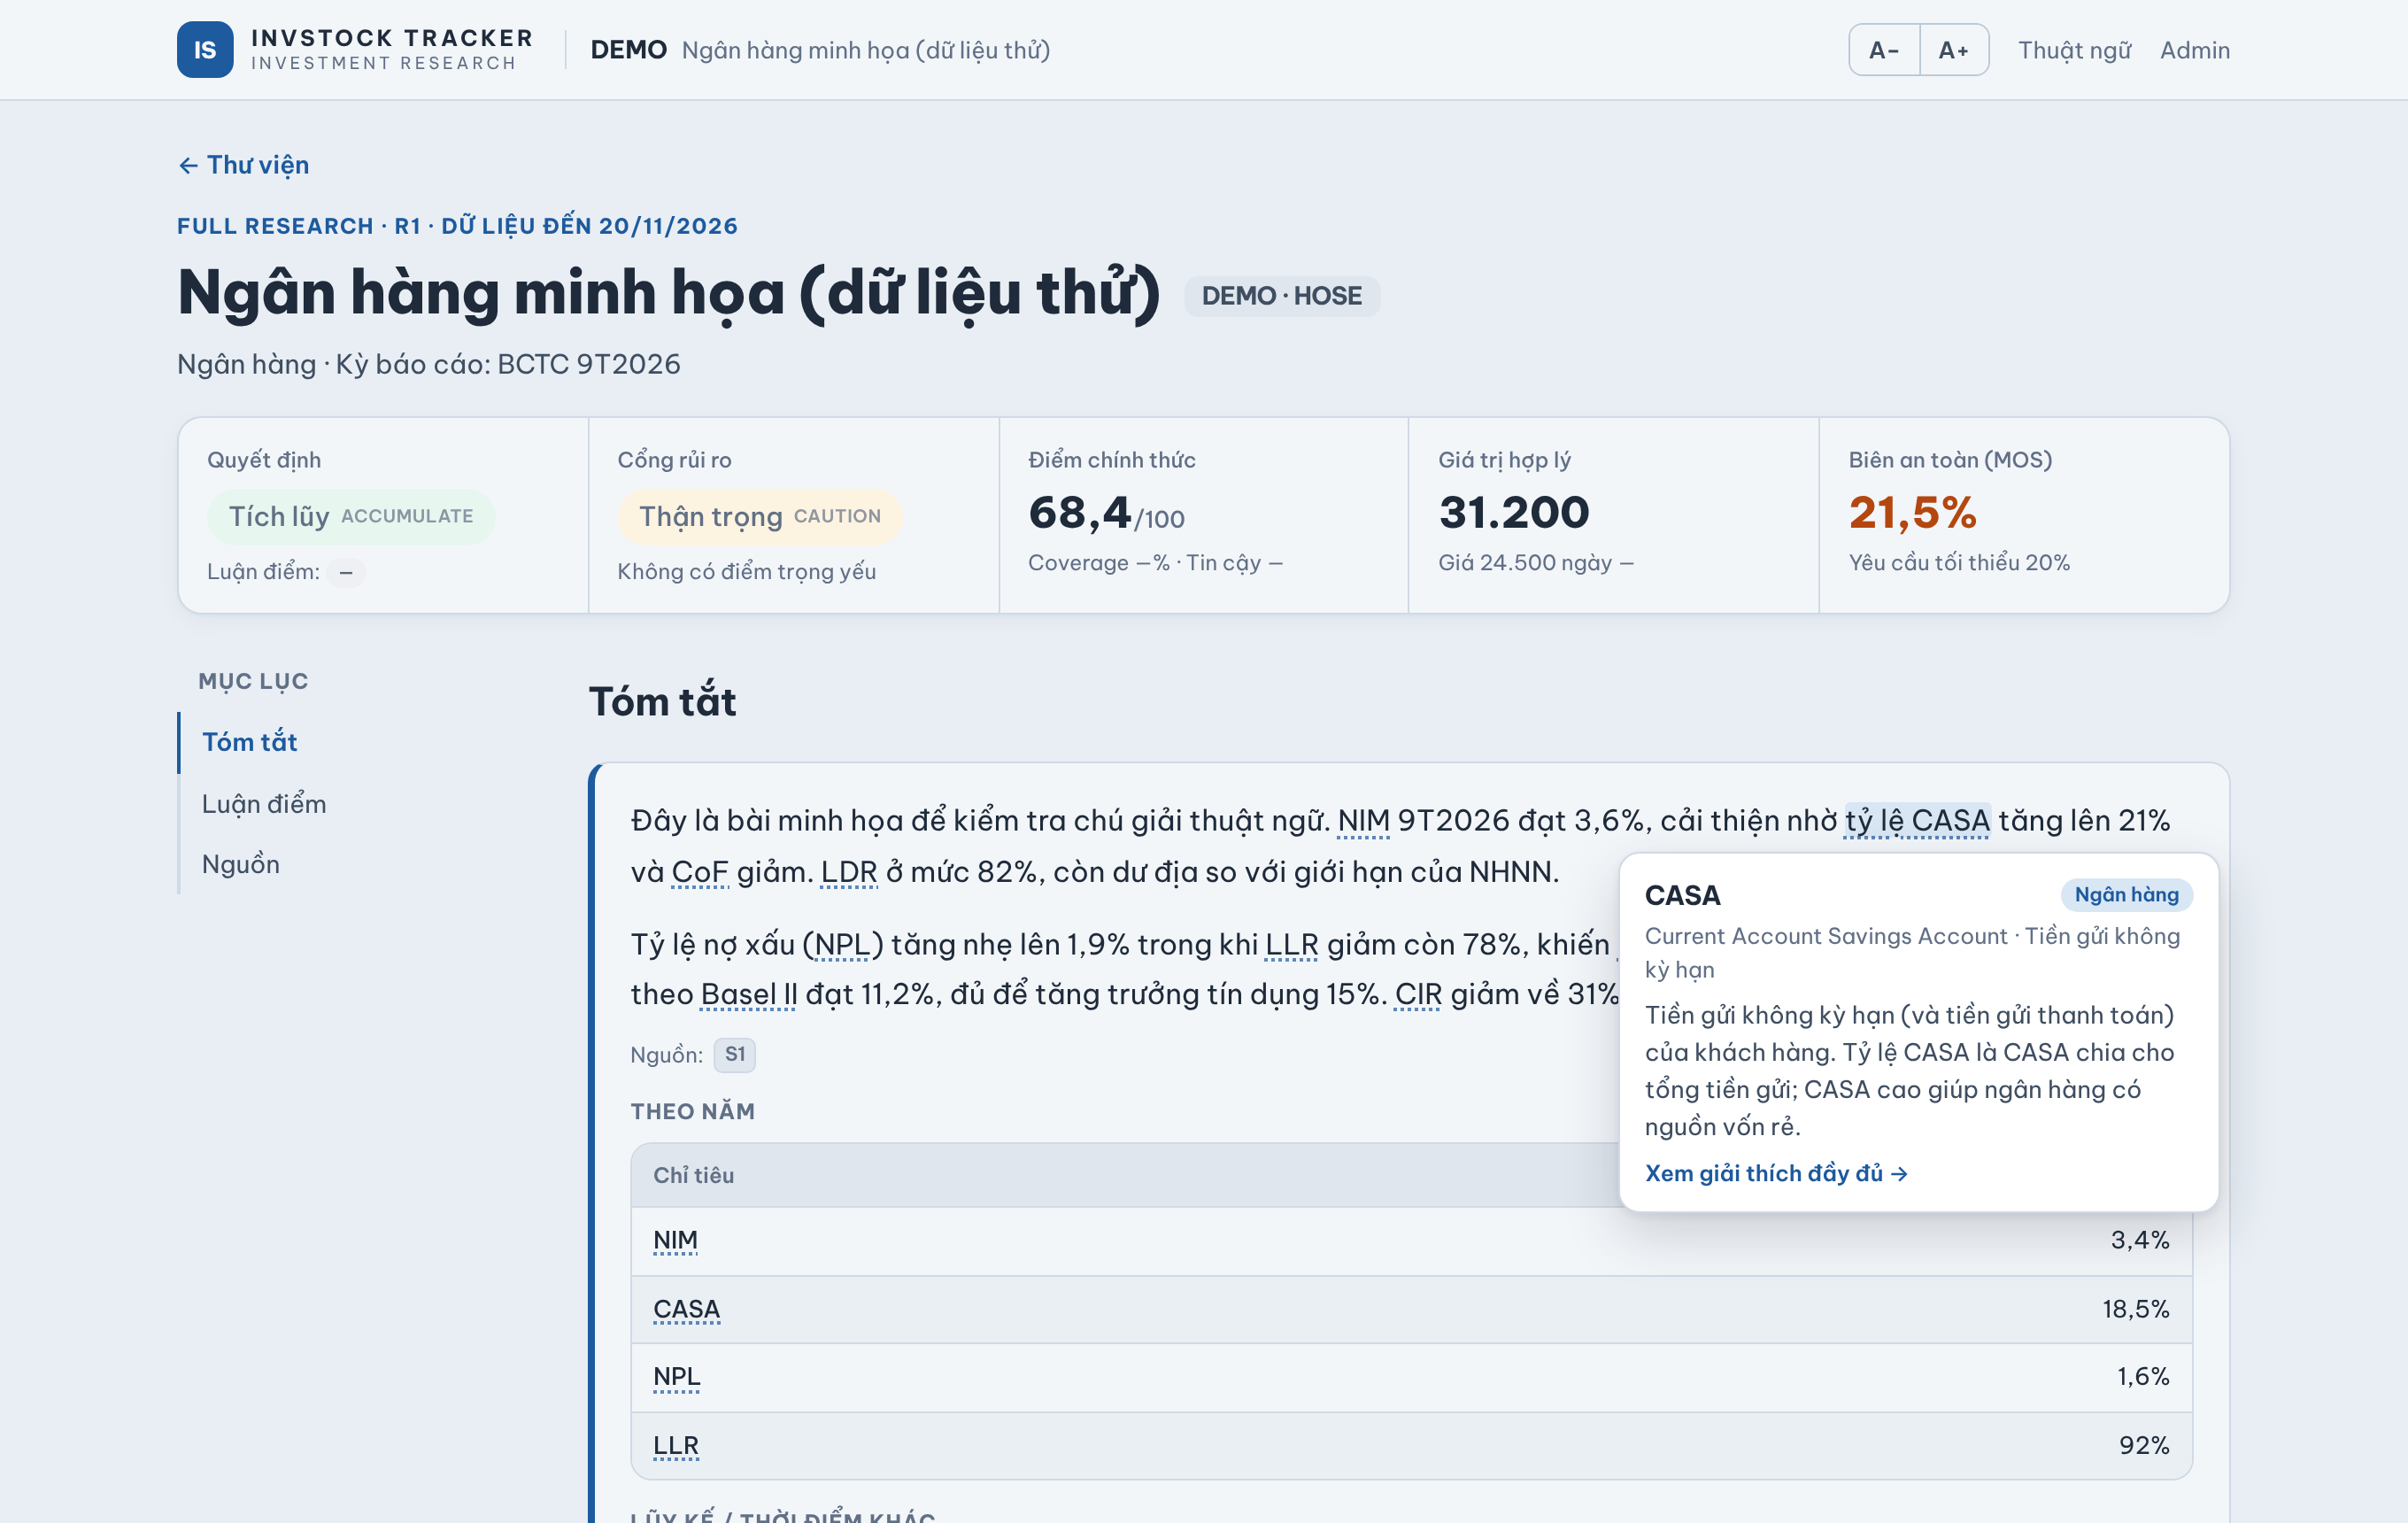 IS
INVSTOCK TRACKER
INVESTMENT RESEARCH
DEMO Ngân hàng minh họa (dữ liệu thử)
A− A+
Thuật ngữ
Admin
← Thư viện
FULL RESEARCH · R1 · DỮ LIỆU ĐẾN 20/11/2026
Ngân hàng minh họa (dữ liệu thử)
DEMO · HOSE
Ngân hàng · Kỳ báo cáo: BCTC 9T2026
Quyết định
Tích lũy ACCUMULATE
Luận điểm: —
Cổng rủi ro
Thận trọng CAUTION
Không có điểm trọng yếu
Điểm chính thức
68,4/100
Coverage —% · Tin cậy —
Giá trị hợp lý
31.200
Giá 24.500 ngày —
Biên an toàn (MOS)
21,5%
Yêu cầu tối thiểu 20%
MỤC LỤC
Tóm tắt
Luận điểm
Nguồn
Tóm tắt
Đây là bài minh họa để kiểm tra chú giải thuật ngữ. NIM 9T2026 đạt 3,6%, cải thiện nhờ tỷ lệ CASA tăng lên 21%
và CoF giảm. LDR ở mức 82%, còn dư địa so với giới hạn của NHNN.
Tỷ lệ nợ xấu (NPL) tăng nhẹ lên 1,9% trong khi LLR giảm còn 78%, khiến
theo Basel II đạt 11,2%, đủ để tăng trưởng tín dụng 15%. CIR giảm về 31%
Nguồn: S1
CASA
Ngân hàng
Current Account Savings Account · Tiền gửi không
kỳ hạn
Tiền gửi không kỳ hạn (và tiền gửi thanh toán)
của khách hàng. Tỷ lệ CASA là CASA chia cho
tổng tiền gửi; CASA cao giúp ngân hàng có
nguồn vốn rẻ.
Xem giải thích đầy đủ →
THEO NĂM
Chỉ tiêu
NIM 3,4%
CASA 18,5%
NPL 1,6%
LLR 92%
LŨY KẾ / THỜI ĐIỂM KHÁC